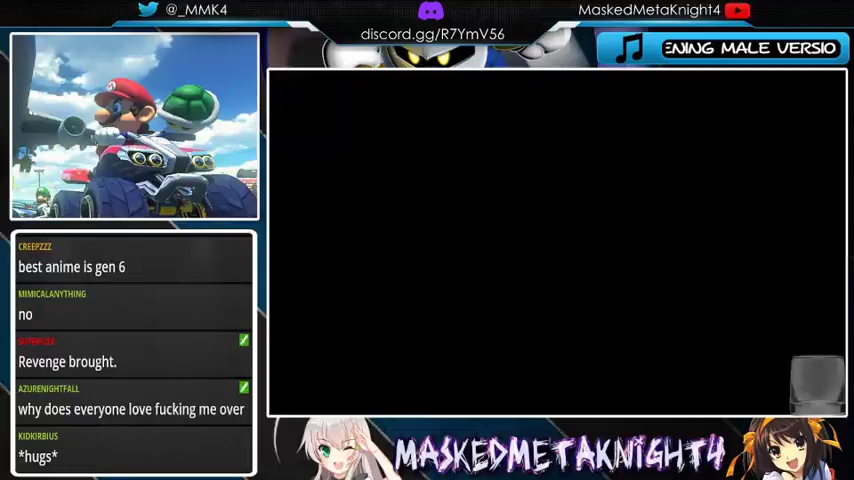 @_MMK4
discord.gg/R7YmV56
MaskedMetaKnight4
ENING MALE VERSIO
CREEPZZZ
best anime is gen 6
MIMICALANYTHING
no
Revenge brought.
AZURENIGHTFALL
why does everyone love fucking me over
KIDKIRBIUS
*hugs*
MASKEDMETAKNIGHT4